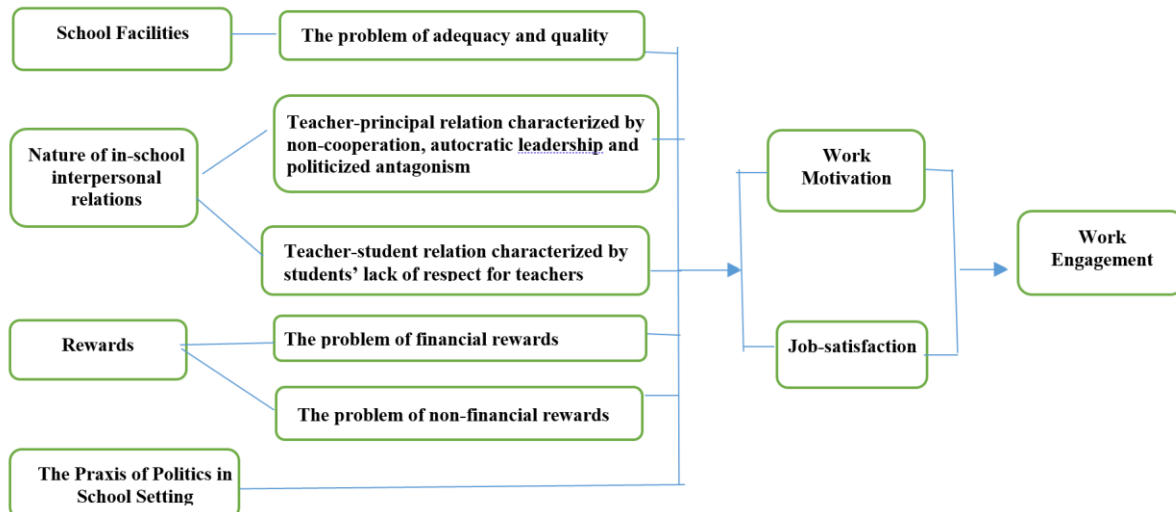 School Facilities
The problem of adequacy and quality
Nature of in-school
interpersonal
relations
Teacher-principal relation characterized by
non-cooperation, autocratic leadership and
politicized antagonism
Teacher-student relation characterized by
students’ lack of respect for teachers
Rewards
The problem of financial rewards
The problem of non-financial rewards
The Praxis of Politics in
School Setting
Work
Motivation
Job-satisfaction
Work
Engagement